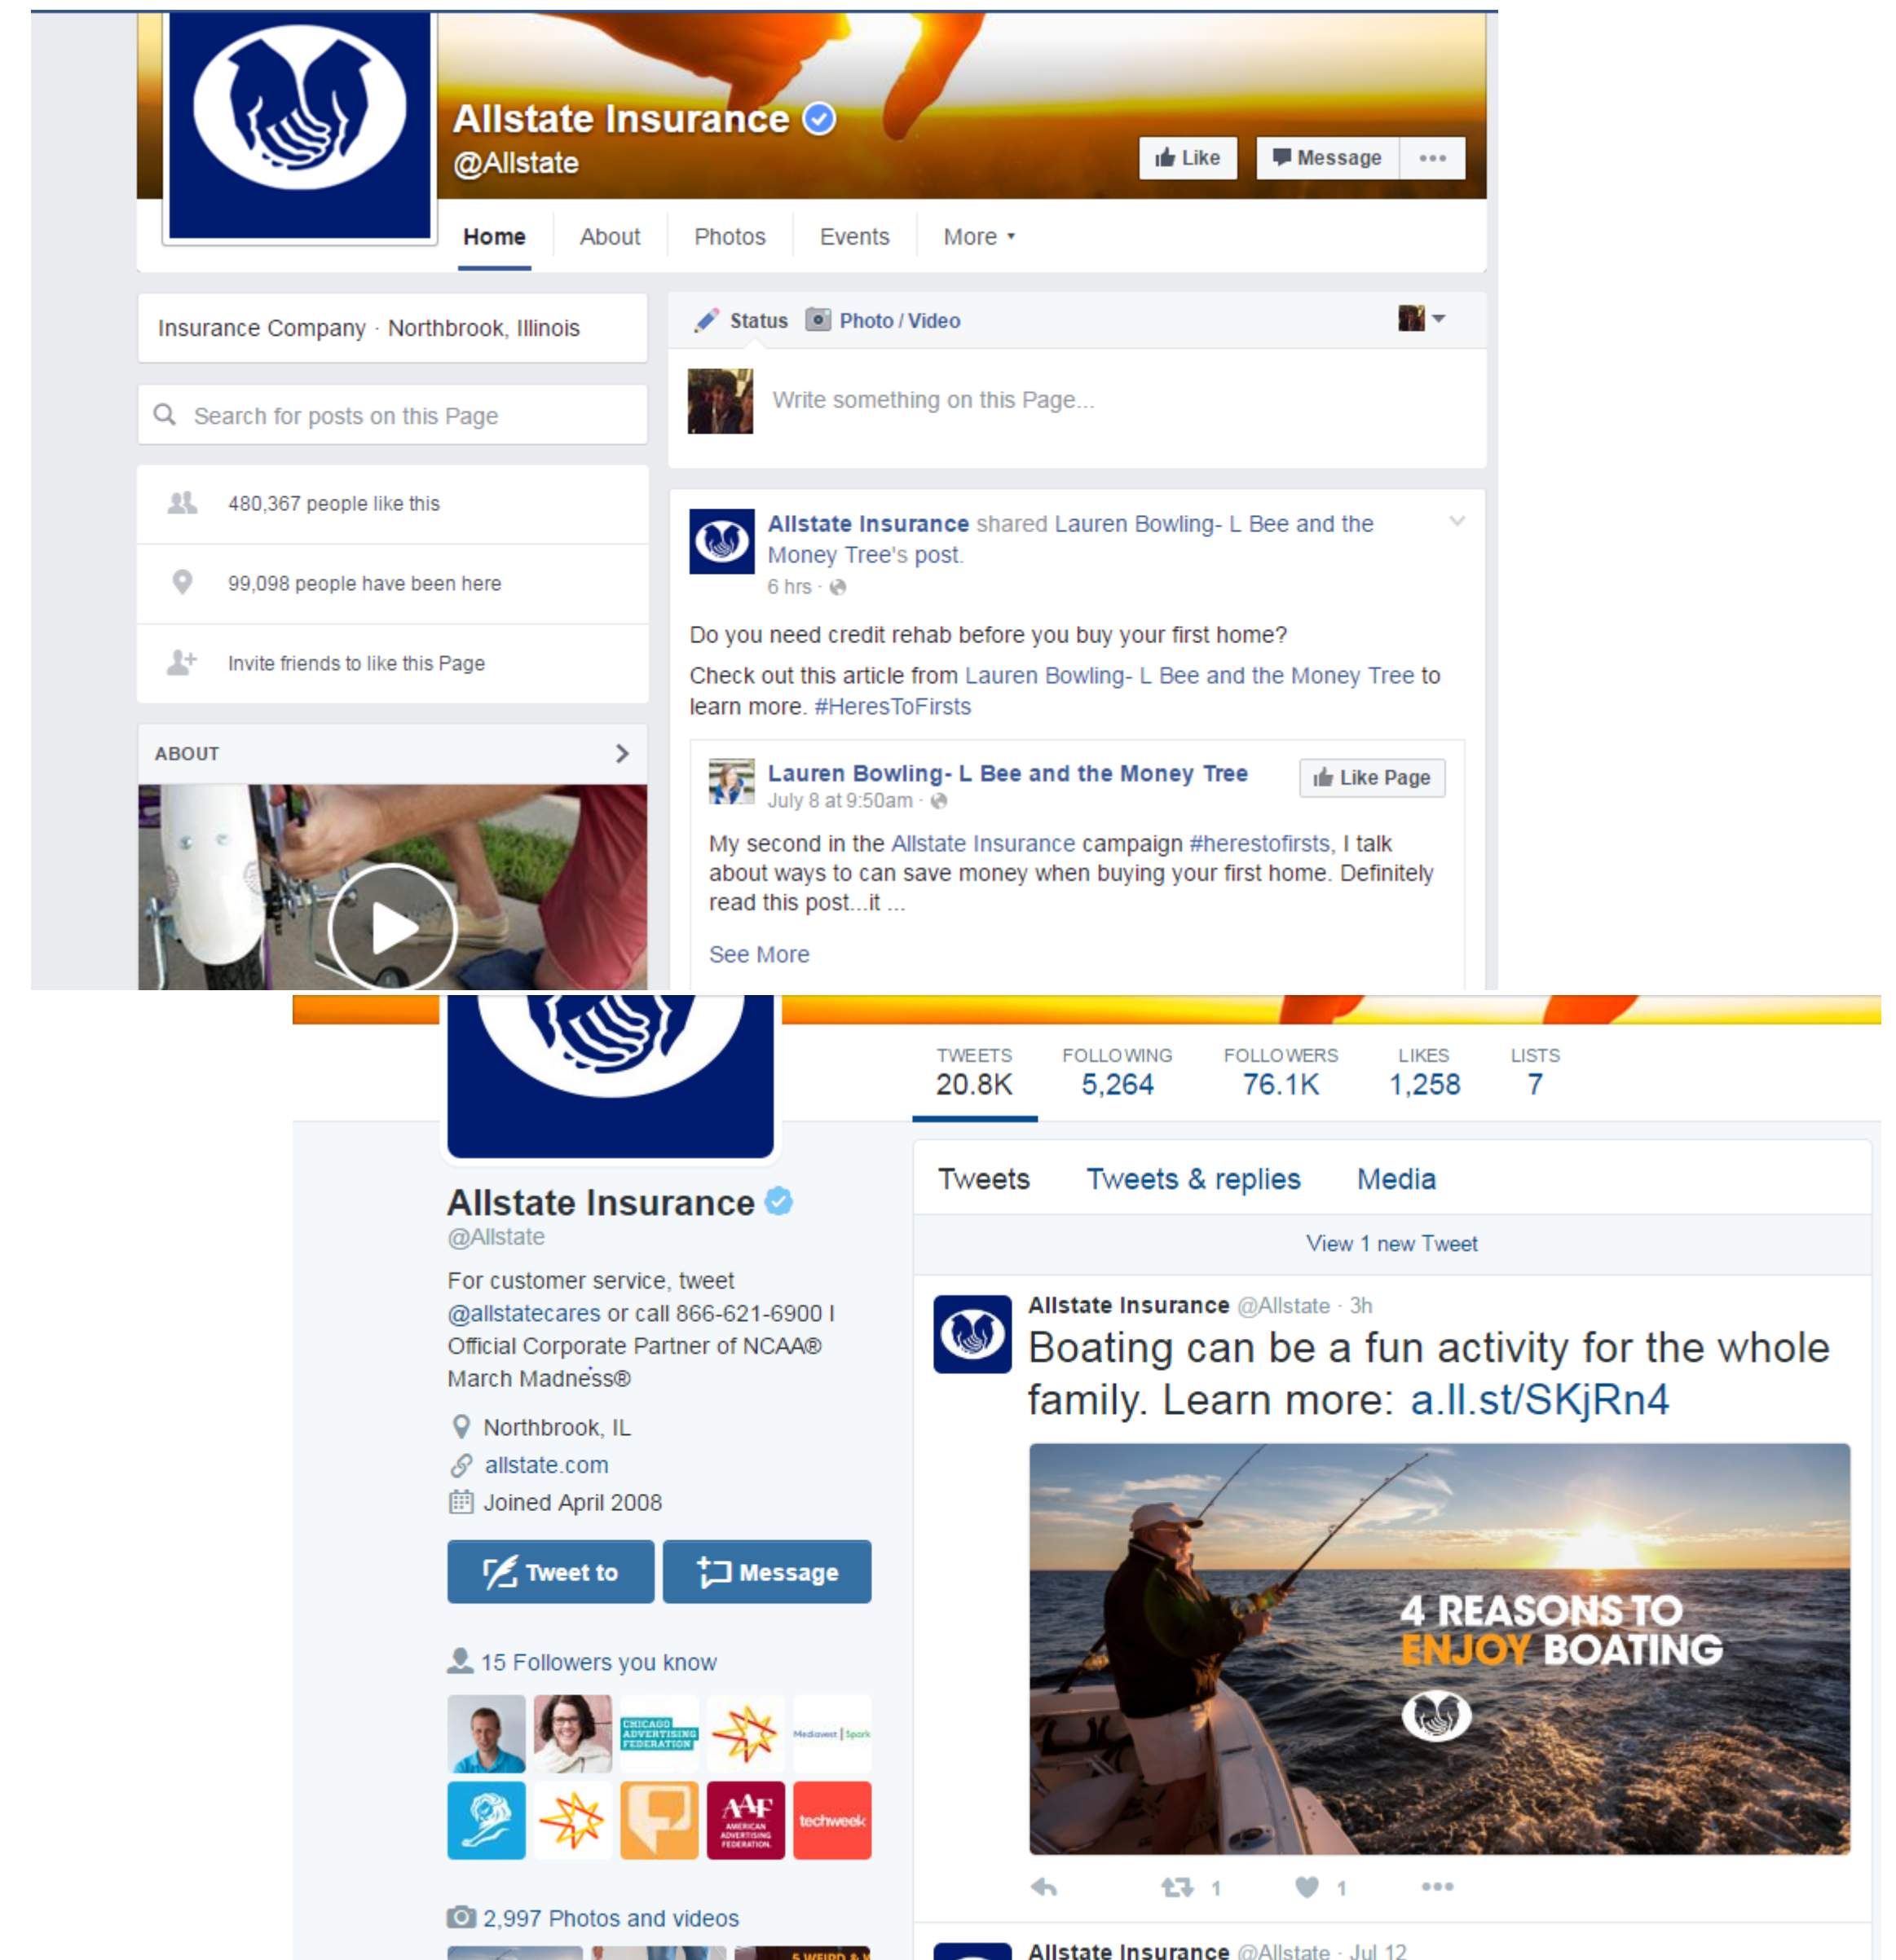 Allstate Insurance
@Allstate
Like
Message
Home
About
Photos
Events
More
Insurance Company · Northbrook, Illinois
Search for posts on this Page
480,367 people like this
99,098 people have been here
Invite friends to like this Page
ABOUT
Status
Photo / Video
Write something on this Page...
Allstate Insurance shared Lauren Bowling- L Bee and the
Money Tree's post.
6 hrs ·
Do you need credit rehab before you buy your first home?
Check out this article from Lauren Bowling- L Bee and the Money Tree to
learn more. #HeresToFirsts
Lauren Bowling- L Bee and the Money Tree
Like Page
July 8 at 9:50am ·
My second in the Allstate Insurance campaign #herestofirsts, I talk
about ways to can save money when buying your first home. Definitely
read this post...it ...
See More
TWEETS
20.8K
FOLLOWING
5,264
FOLLOWERS
76.1K
LIKES
1,258
LISTS
7
Allstate Insurance
@Allstate
For customer service, tweet
@allstatecares or call 866-621-6900 I
Official Corporate Partner of NCAA®
March Madness®
Northbrook, IL
allstate.com
Joined April 2008
Tweet to
Message
15 Followers you know
CHICAGO
ADVERTISING
FEDERATION
Mediavest | Spark
AAF
AMERICAN
ADVERTISING
FEDERATION.
techweek
2,997 Photos and videos
Tweets
Tweets & replies
Media
View 1 new Tweet
Allstate Insurance @Allstate · 3h
Boating can be a fun activity for the whole
family. Learn more: a.ll.st/SKjRn4
4 REASONS TO
ENJOY BOATING
1
1
Allstate Insurance @Allstate · Jul 12